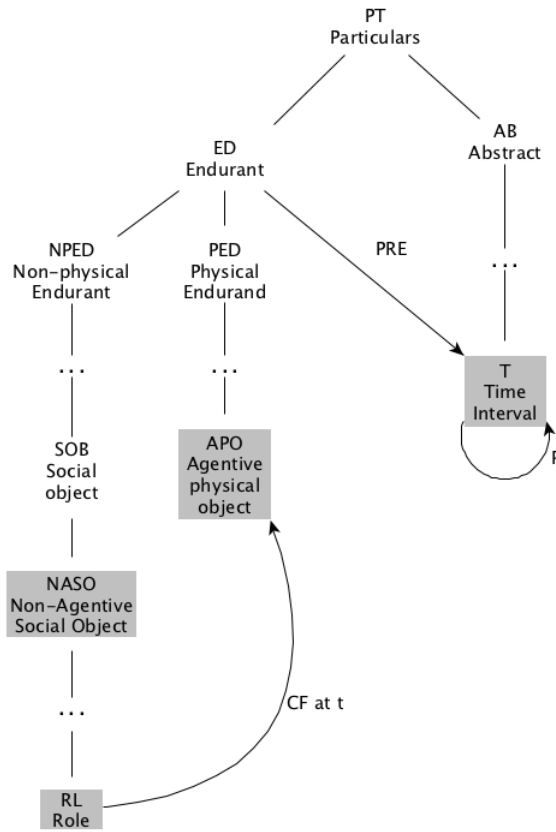 PT
Particulars
ED
Endurant
AB
Abstract
NPED
Non-physical
Endurant
PED
Physical
Endurand
PRE
...
...
...
T
Time
Interval
SOB
Social
object
APO
Agentive
physical
object
NASO
Non-Agentive
Social Object
...
CF at t
RL
Role